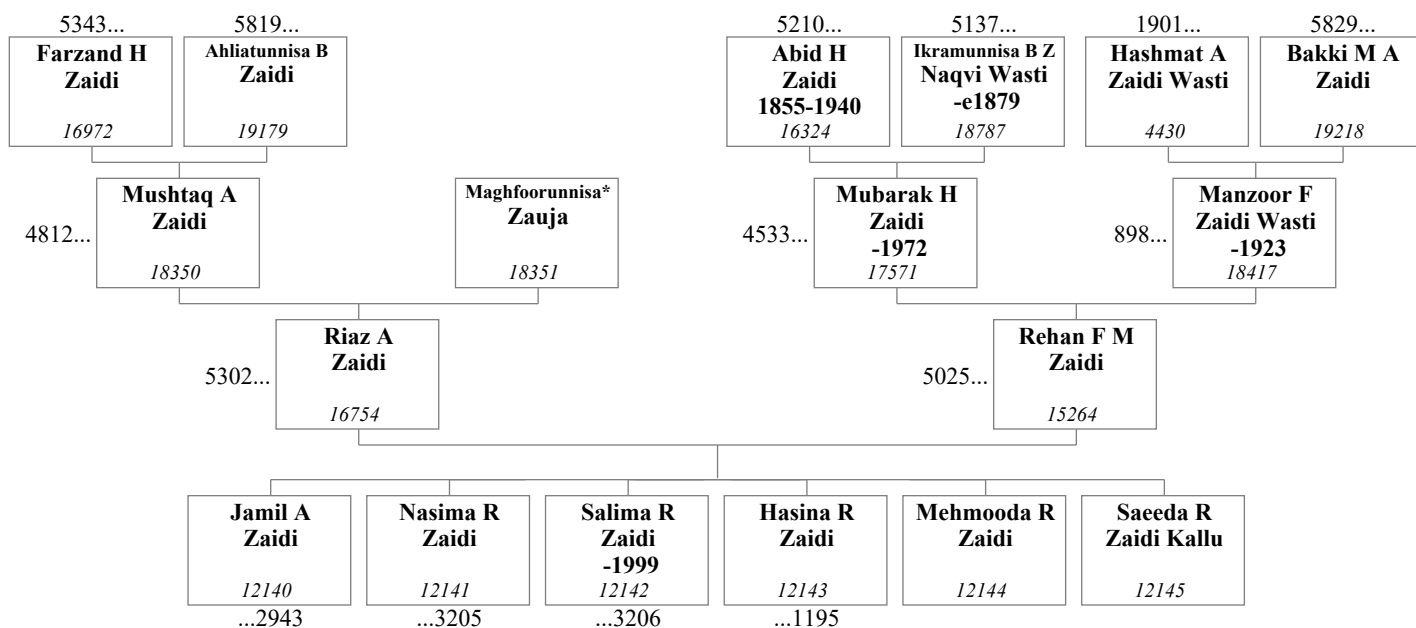 5343...
5819...
5210...
5137...
1901...
5829...
Farzand H
Zaidi
16972
Ahliatunnisa B
Zaidi
19179
Abid H
Zaidi
1855-1940
16324
Ikramunnisa B Z
Naqvi Wasti
-e1879
18787
Hashmat A
Zaidi Wasti
4430
Bakki M A
Zaidi
19218
4812...
Mushtaq A
Zaidi
18350
Maghfoorunnisa*
Zauja
18351
4533...
Mubarak H
Zaidi
-1972
17571
898...
Manzoor F
Zaidi Wasti
-1923
18417
5302...
Riaz A
Zaidi
16754
5025...
Rehan F M
Zaidi
15264
Jamil A
Zaidi
12140
...2943
Nasima R
Zaidi
12141
...3205
Salima R
Zaidi
-1999
12142
...3206
Hasina R
Zaidi
12143
...1195
Mehmooda R
Zaidi
12144
Saeeda R
Zaidi Kallu
12145